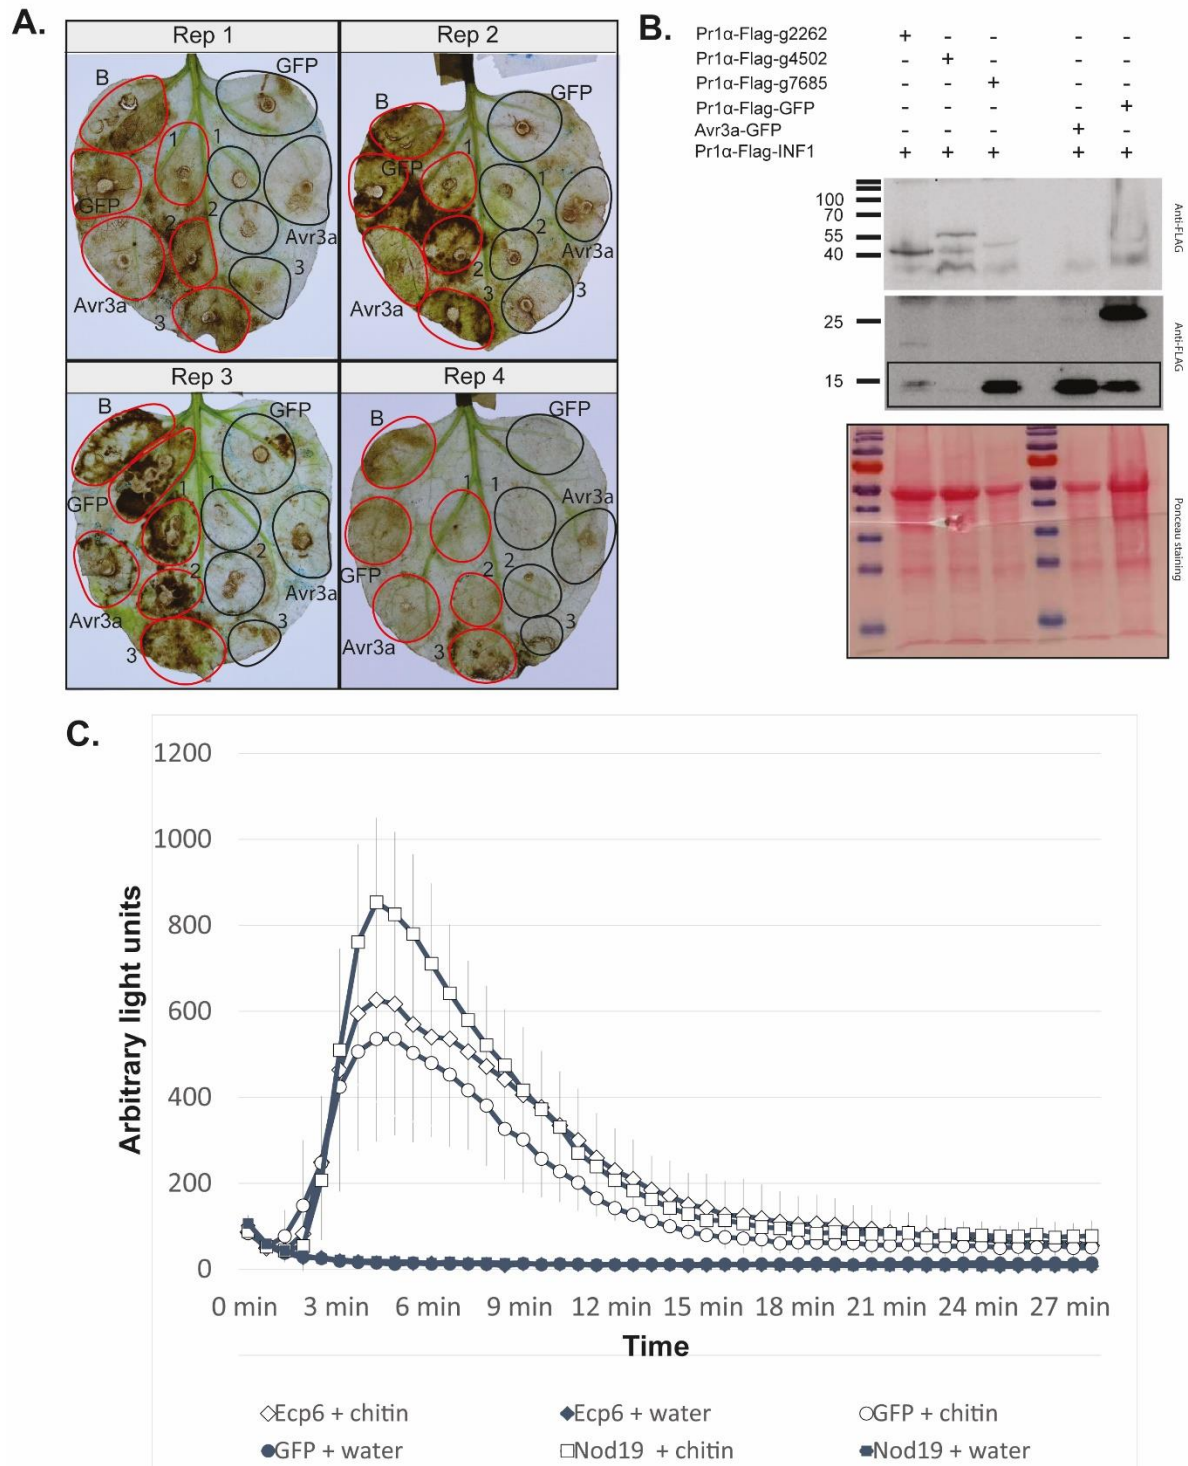 A.
Rep 1
B
GFP
1
1
GFP
2
2
Avr3a
Avr3a
3
3
Rep 2
B
GFP
GFP
1
1
2
2
Avr3a
Avr3a
3
3
Rep 3
B
GFP
GFP
1
1
2
2
Avr3a
Avr3a
3
3
Rep 4
B
GFP
1
1
Avr3a
GFP
2
2
Avr3a
3
3
B.
Pr1α-Flag-g2262 + - - - -
Pr1α-Flag-g4502 - + - - -
Pr1α-Flag-g7685 - - + - -
Pr1α-Flag-GFP - - - - +
Avr3a-GFP - - - + -
Pr1α-Flag-INF1 + + + + +
100
70
55
40
Anti-FLAG
25
15
Anti-FLAG
Ponceau staining
C.
Arbitrary light units
1200
1000
800
600
400
200
0
0 min 3 min 6 min 9 min 12 min 15 min 18 min 21 min 24 min 27 min
Time
Ecp6 + chitin Ecp6 + water GFP + chitin
GFP + water Nod19 + chitin Nod19 + water